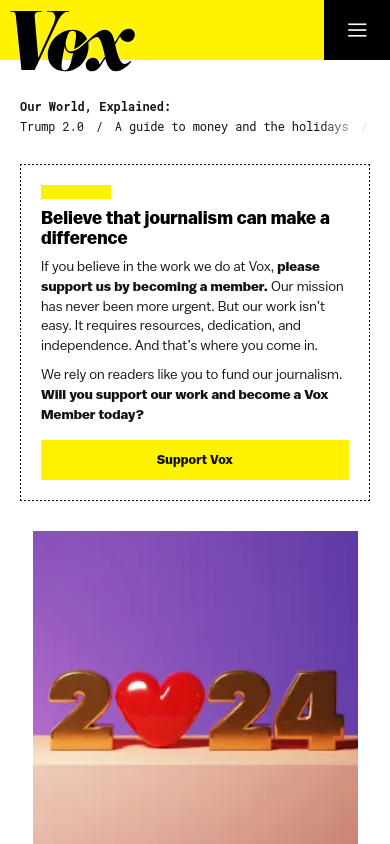 Vox
Our World, Explained:
Trump 2.0 / A guide to money and the holidays /
Believe that journalism can make a
difference
If you believe in the work we do at Vox, please
support us by becoming a member. Our mission
has never been more urgent. But our work isn't
easy. It requires resources, dedication, and
independence. And that's where you come in.
We rely on readers like you to fund our journalism.
Will you support our work and become a Vox
Member today?
Support Vox
2024